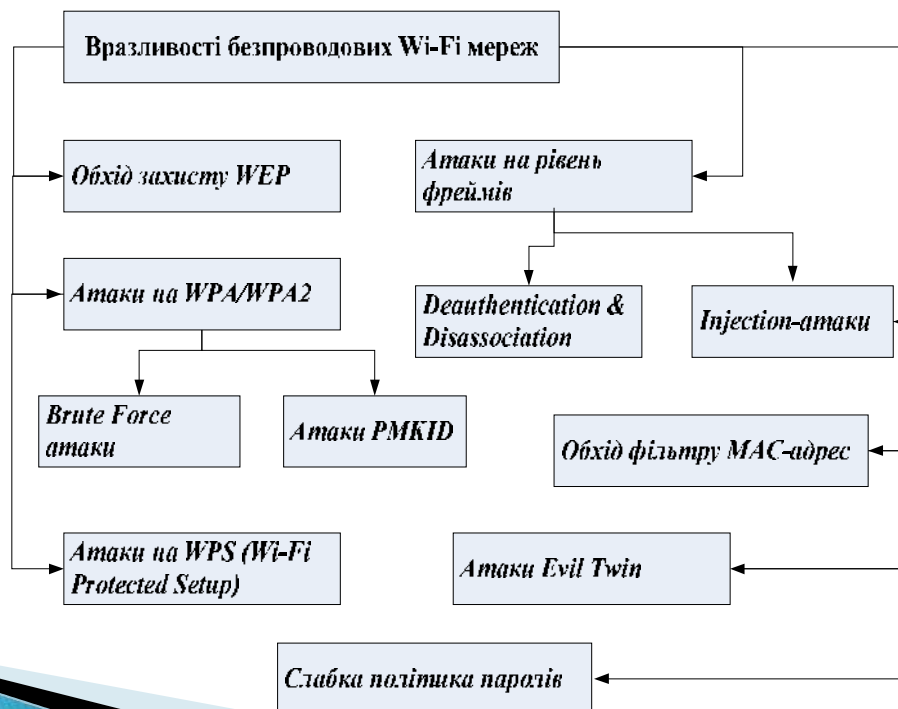 Вразливості безпроводових Wi-Fi мереж
Обхід захисту WEP
Атаки на рівень
фреймів
Атаки на WPA/WPA2
Deauthentication &
Disassociation
Injection-атаки
Brute Force
атаки
Атаки PMKID
Обхід фільтру MAC-адрес
Атаки на WPS (Wi-Fi
Protected Setup)
Атаки Evil Twin
Слабка політика паролів